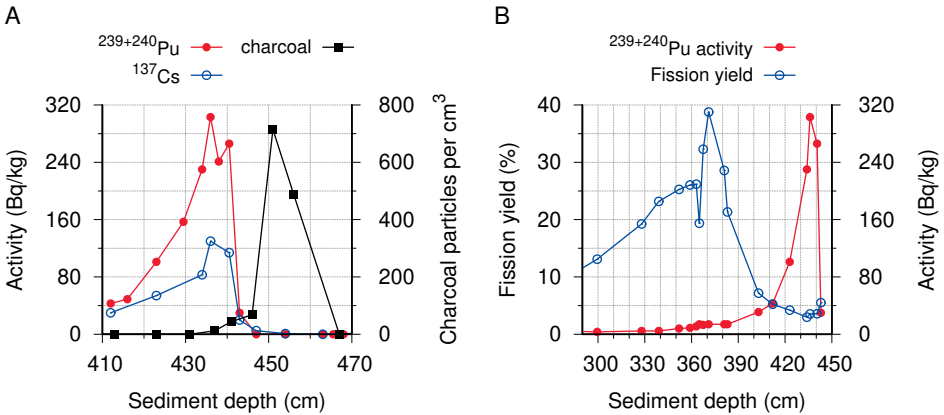 A
239+240Pu
charcoal
137Cs
Activity (Bq/kg)
320
240
160
80
0
800
600
400
200
0
Charcoal particles per cm3
410 430 450 470
Sediment depth (cm)
B
239+240Pu activity
Fission yield
Fission yield (%)
40
30
20
10
0
320
240
160
80
0
Activity (Bq/kg)
300 330 360 390 420 450
Sediment depth (cm)